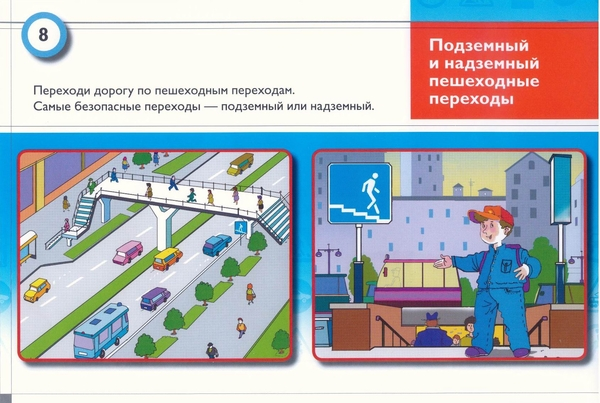 8
Подземный
и надземный
пешеходные
переходы
Переходи дорогу по пешеходным переходам.
Самые безопасные переходы — подземный или надземный.